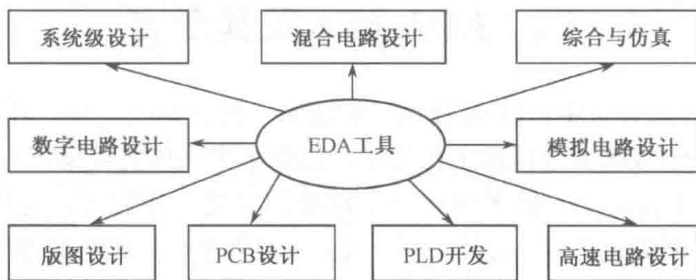 系统级设计
混合电路设计
综合与仿真
数字电路设计
EDA工具
模拟电路设计
版图设计
PCB设计
PLD开发
高速电路设计